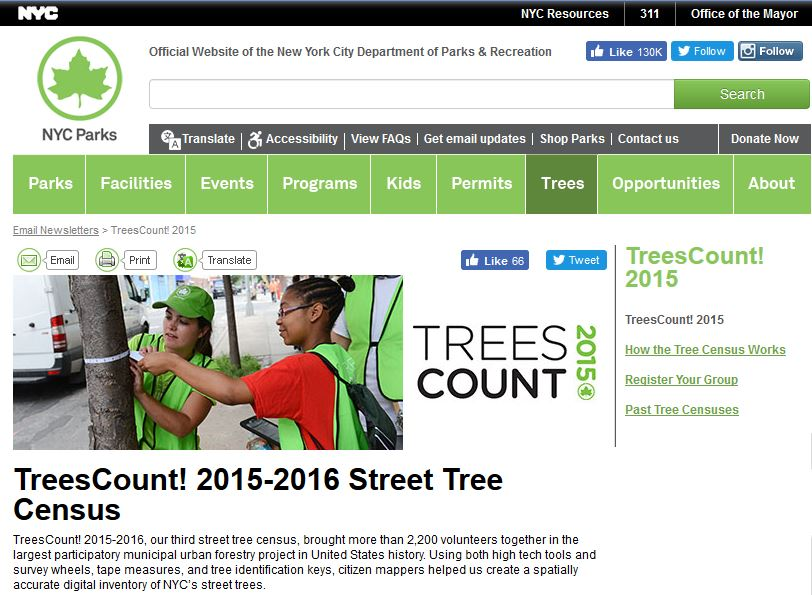 NYC
NYC Resources
311
Office of the Mayor
NYC Parks
Official Website of the New York City Department of Parks & Recreation
Like 130K
Follow
Follow
Search
Translate
Accessibility
View FAQs
Get email updates
Shop Parks
Contact us
Donate Now
Parks
Facilities
Events
Programs
Kids
Permits
Trees
Opportunities
About
Email Newsletters > TreesCount! 2015
Email
Print
Translate
Like 66
Tweet
TREES
COUNT
2015
TreesCount! 2015-2016 Street Tree
Census
TreesCount! 2015-2016, our third street tree census, brought more than 2,200 volunteers together in the
largest participatory municipal urban forestry project in United States history. Using both high tech tools and
survey wheels, tape measures, and tree identification keys, citizen mappers helped us create a spatially
accurate digital inventory of NYC's street trees.
TreesCount!
2015
TreesCount! 2015
How the Tree Census Works
Register Your Group
Past Tree Censuses